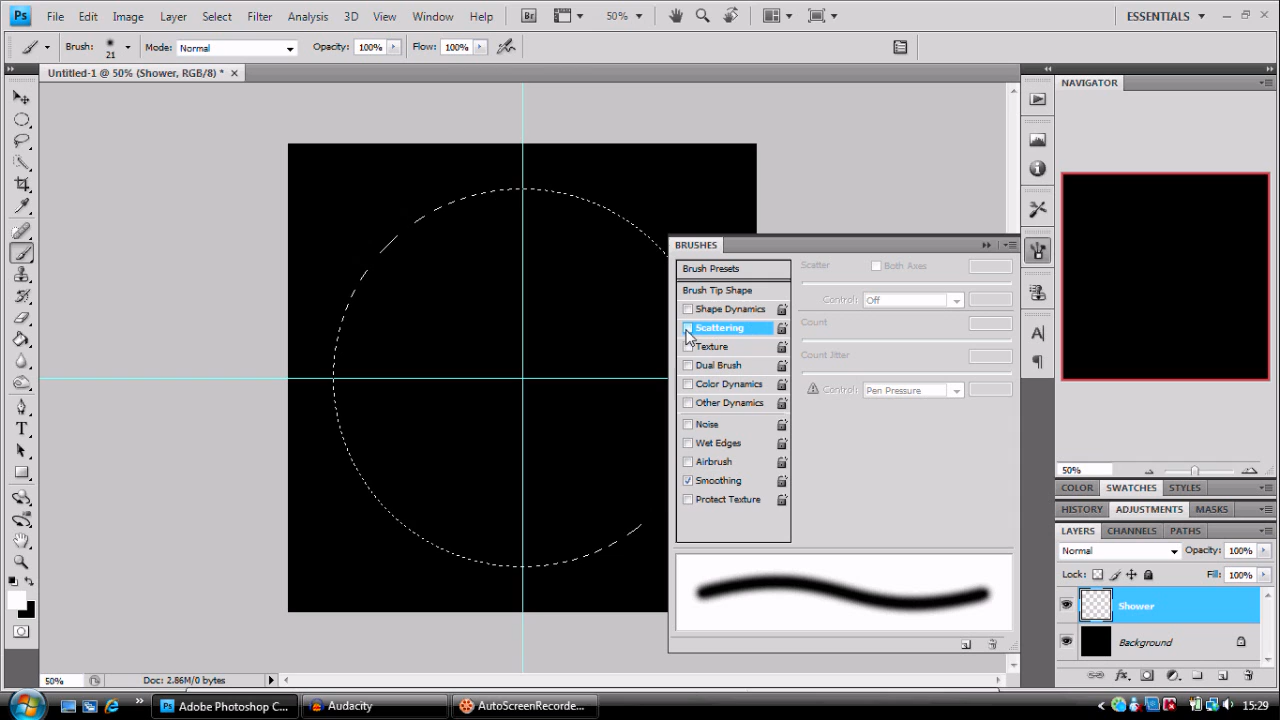 Ps File Edit Image Layer Select Filter Analysis 3D View Window Help Br 50% ESSENTIALS
Brush: 21 Mode: Normal Opacity: 100% Flow: 100%
Untitled-1 @ 50% (Shower, RGB/8) *
NAVIGATOR
BRUSHES
Brush Presets
Brush Tip Shape
Shape Dynamics
Scattering
Texture
Dual Brush
Color Dynamics
Other Dynamics
Noise
Wet Edges
Airbrush
Smoothing
Protect Texture
Scatter Both Axes
Control: Off
Count
Count Jitter
Control: Pen Pressure
50%
COLOR SWATCHES STYLES
HISTORY ADJUSTMENTS MASKS
LAYERS CHANNELS PATHS
Normal Opacity: 100%
Lock: Fill: 100%
Shower
Background
T
A
50% Doc: 2.86M/0 bytes
Ps Adobe Photoshop C... Audacity AutoScreenRecorde... 15:29